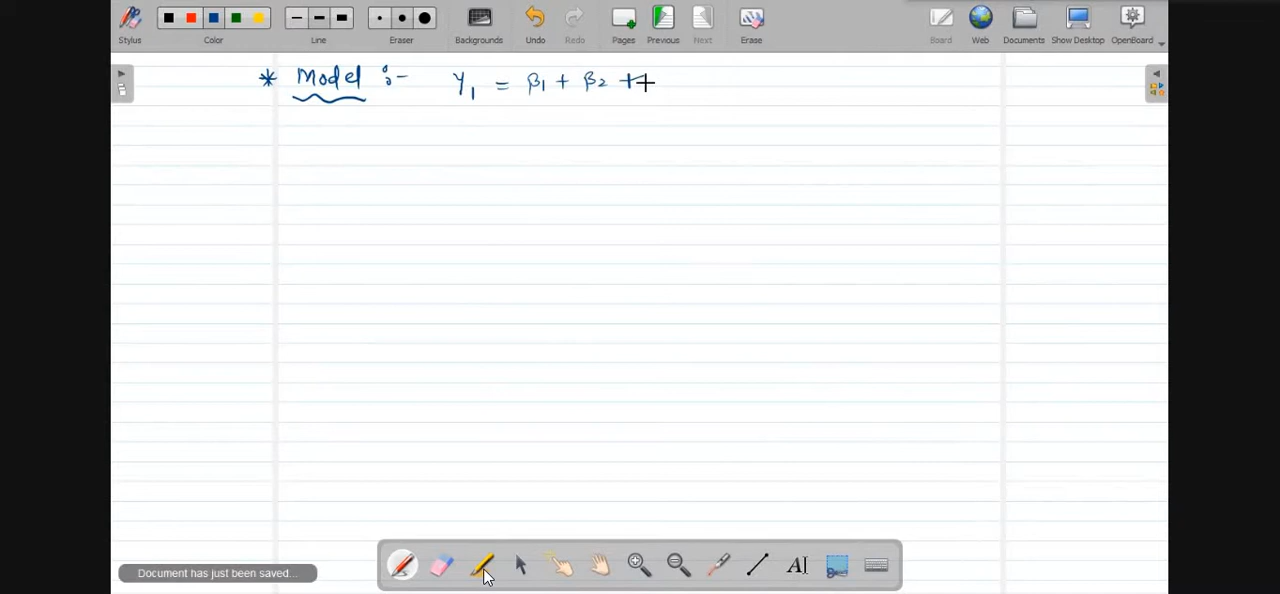 Stylus Color Line Eraser Backgrounds Undo Redo Pages Previous Next Erase Board Web Documents Show Desktop OpenBoard
* Model :- Y₁ = β₁ + β₂ +
Document has just been saved...
AI